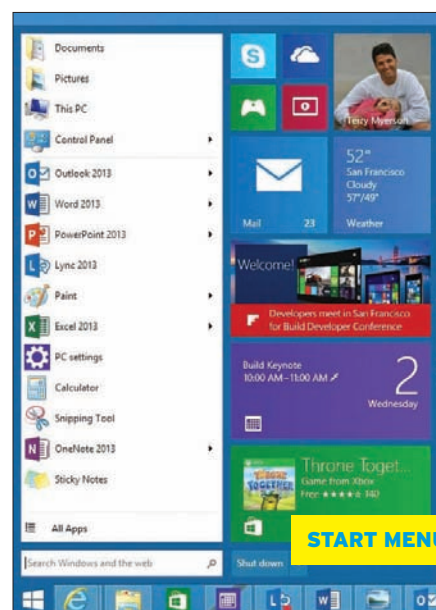 Documents
Pictures
This PC
Control Panel
Outlook 2013
Word 2013
PowerPoint 2013
Lync 2013
Paint
Excel 2013
PC settings
Calculator
Snipping Tool
OneNote 2013
Sticky Notes
All Apps
Search Windows and the web
Terry Myerson
Mail
23
52°
San Francisco
Cloudy
57°/49°
Weather
Welcome!
Developers meet in San Francisco
for Build Developer Conference
Build Keynote
10:00 AM–11:00 AM
2
Wednesday
TOGETHER
Throne Toget...
Game from Xbox
Free ★★★★★ 340
Shut down
START MENU